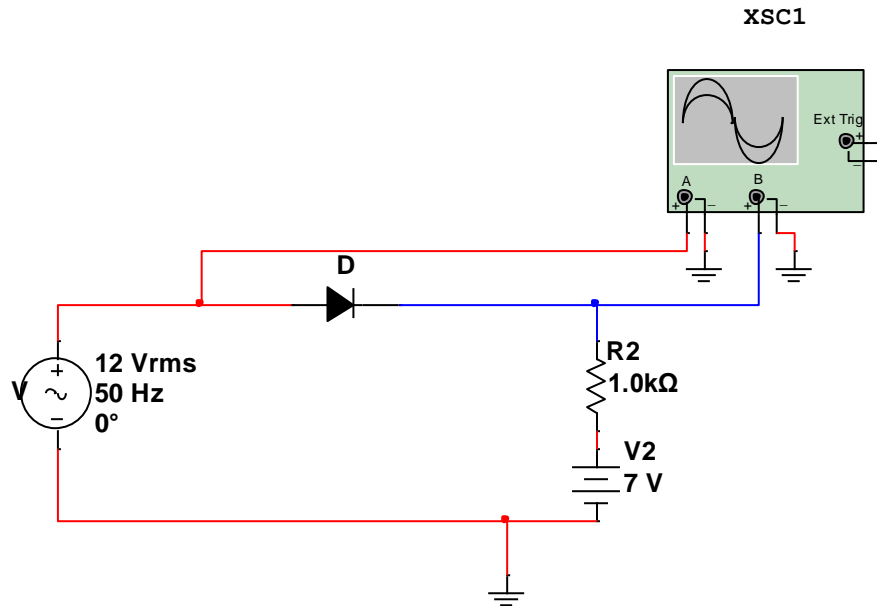 XSC1
Ext Trig
+
_
A
B
+ _
+ _
D
V
+
–
12 Vrms
50 Hz
0°
R2
1.0kΩ
V2
7 V